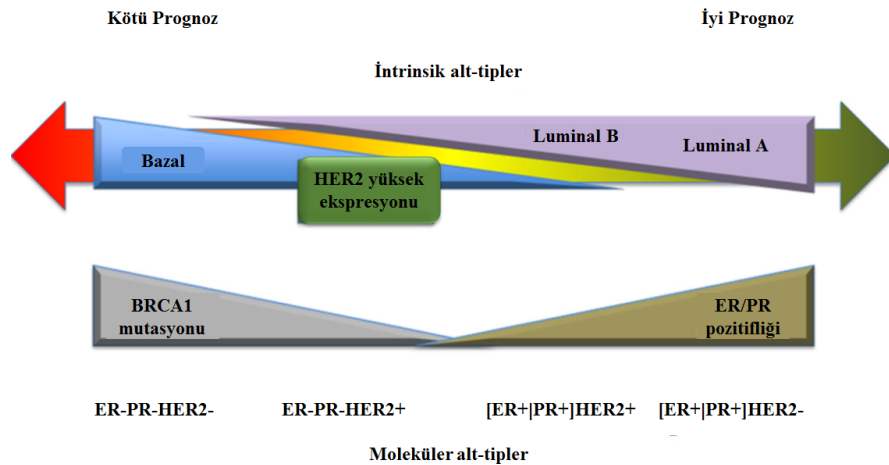 Kötü Prognoz
İyi Prognoz
İntrinsik alt-tipler
Bazal
HER2 yüksek
ekspresyonu
Luminal B
Luminal A
BRCA1
mutasyonu
ER/PR
pozitifliği
ER-PR-HER2-
ER-PR-HER2+
[ER+|PR+]HER2+
[ER+|PR+]HER2-
Moleküler alt-tipler